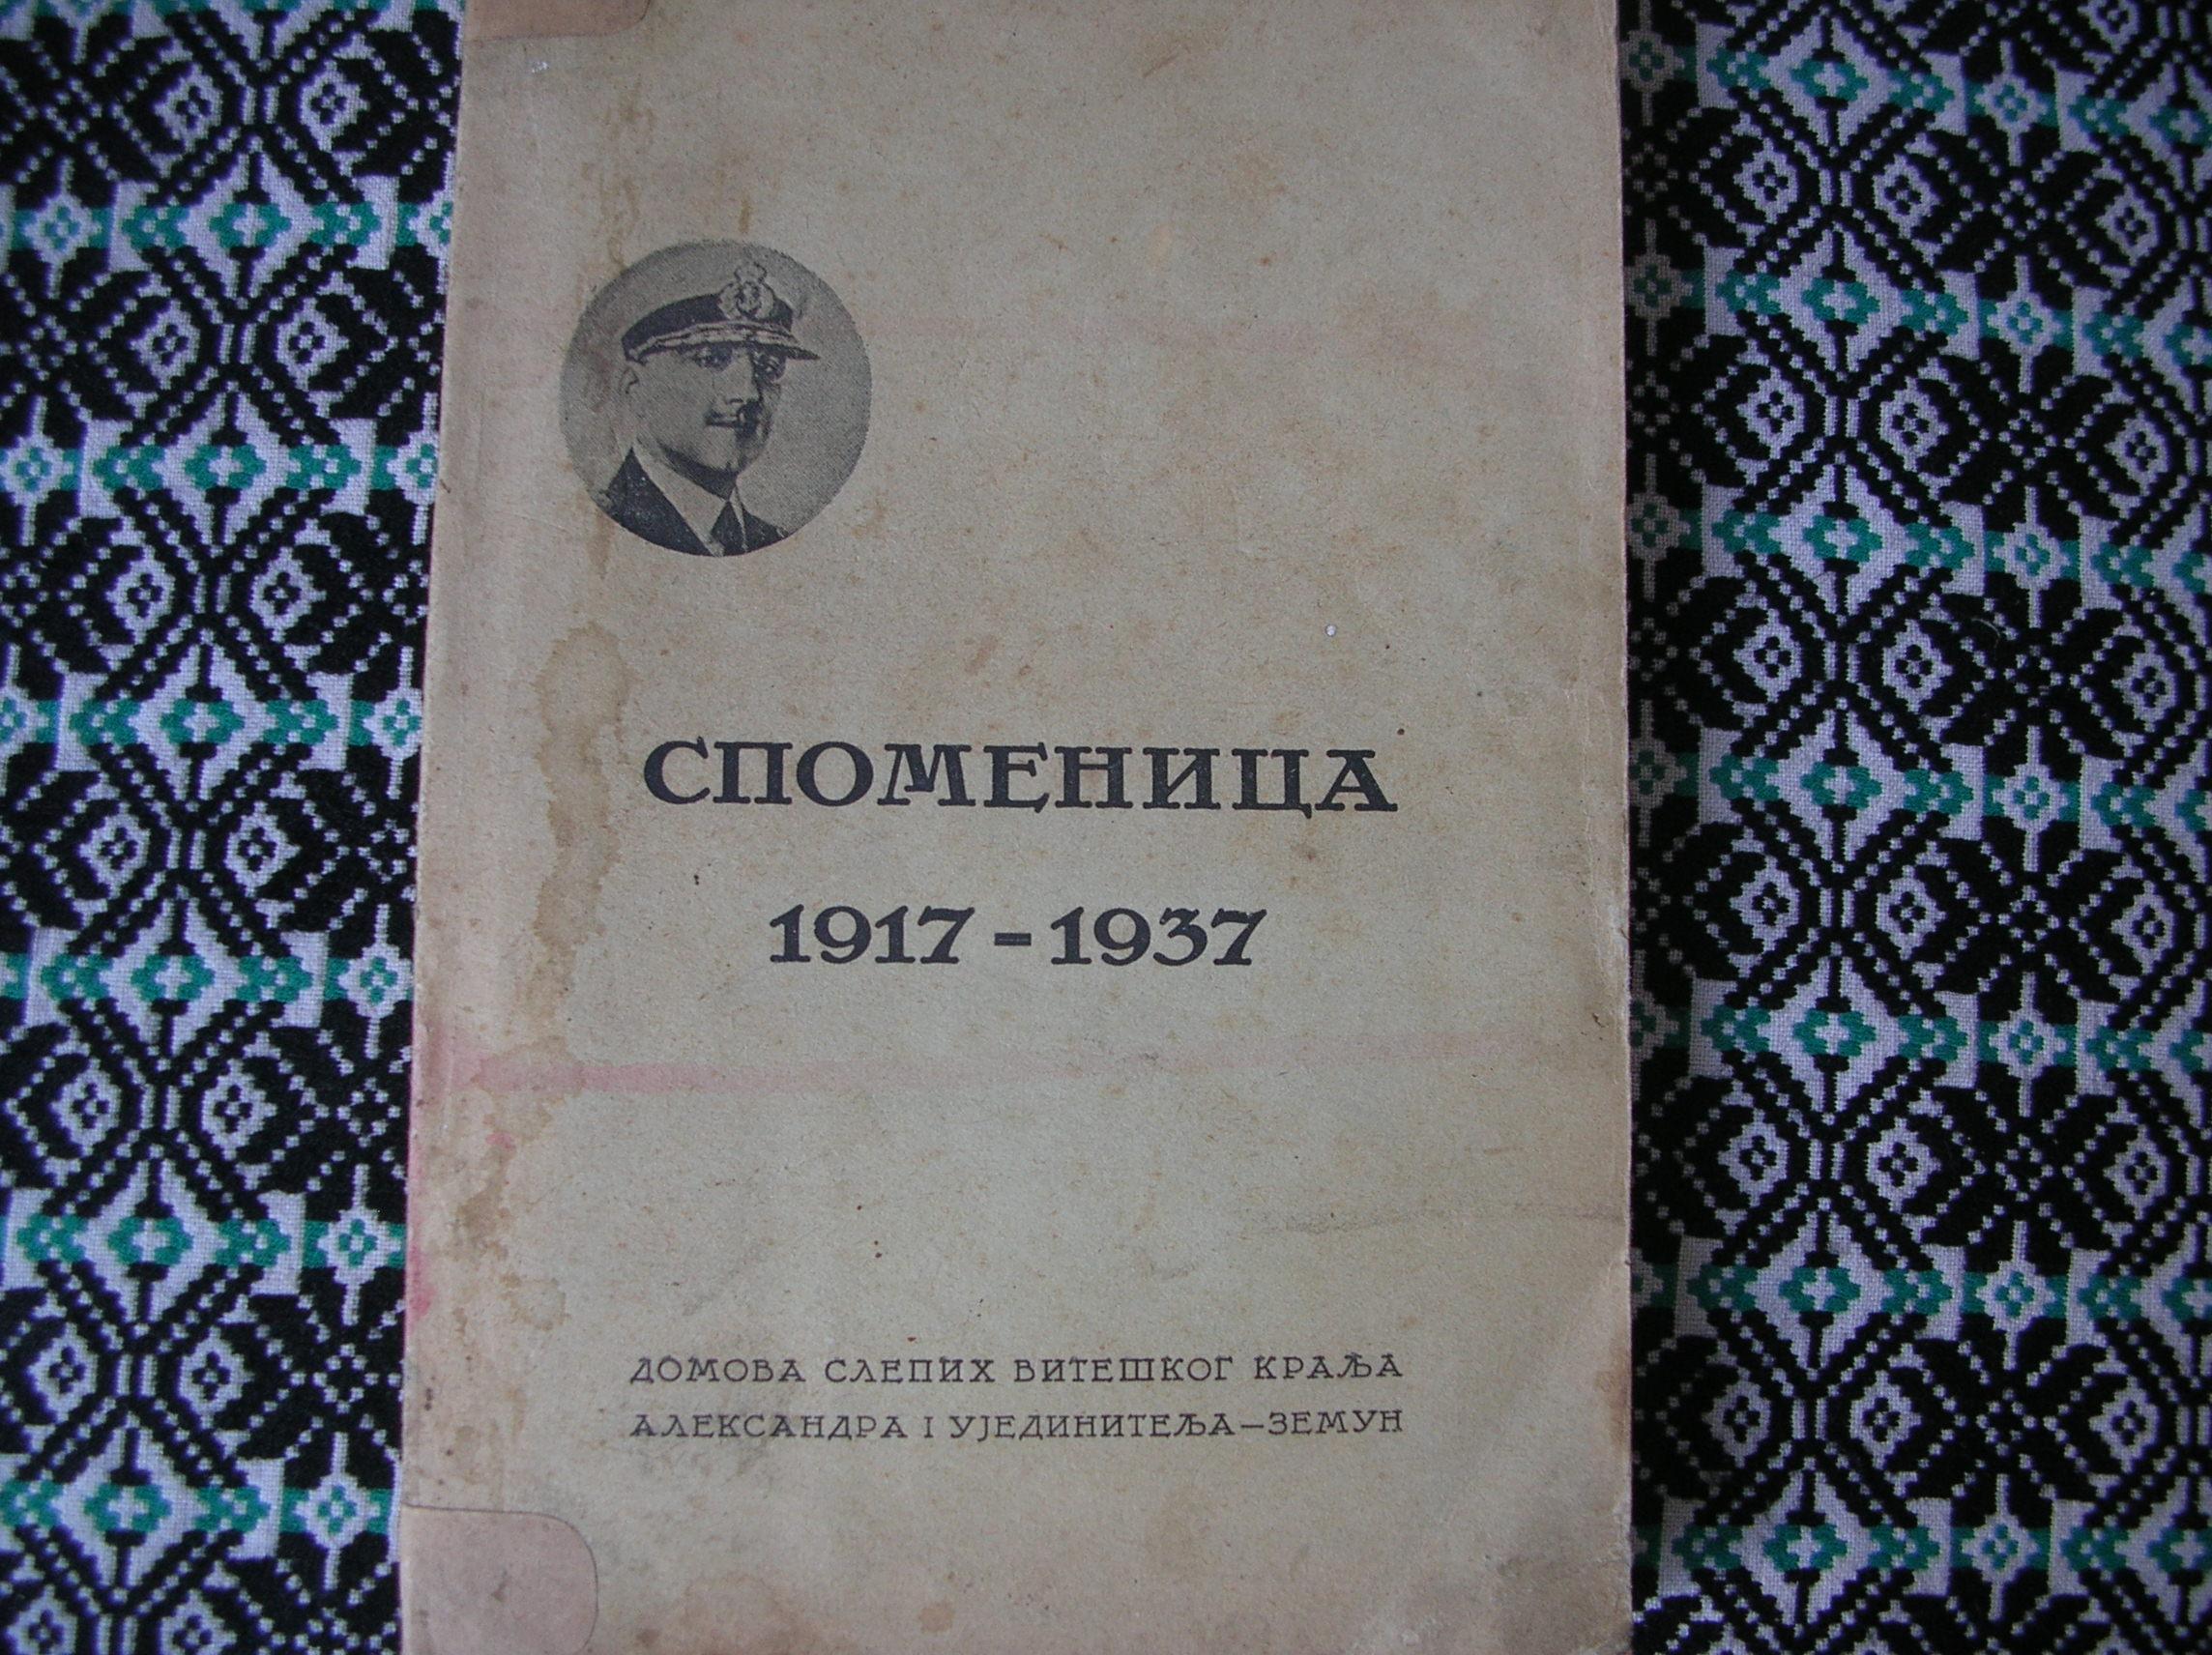 СПОМЕНИЦА
1917-1937
ДОМОВА СЛЕПИХ ВИТЕШКОГ КРАЉА
АЛЕКСАНДРА I УЈЕДИНИТЕЉА—ЗЕМУН